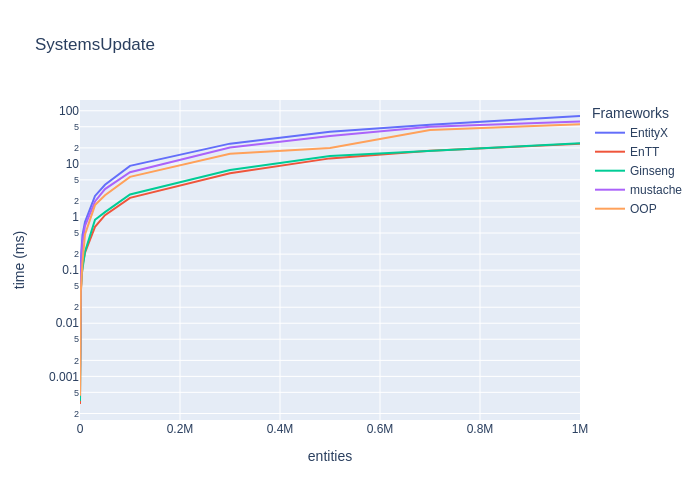 SystemsUpdate
100
5
2
10
5
2
1
5
2
0.1
5
2
0.01
5
2
0.001
5
2
time (ms)
0
0.2M
0.4M
0.6M
0.8M
1M
entities
Frameworks
EntityX
EnTT
Ginseng
mustache
OOP